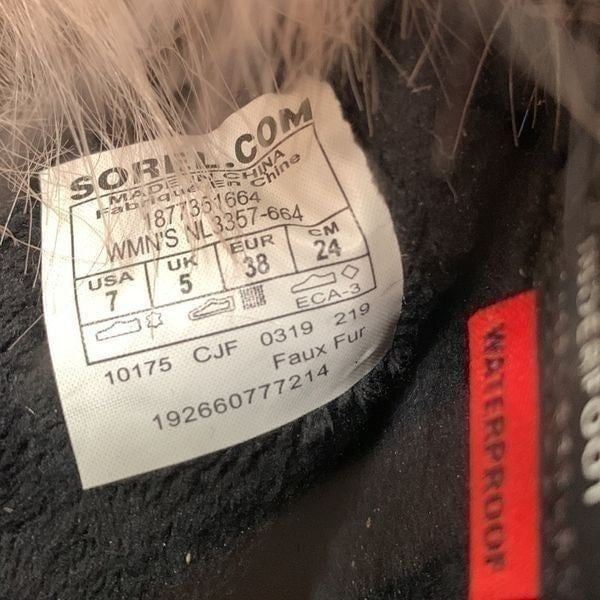 SOREL.COM
MADE IN CHINA
Fabriqué en Chine
1877351664
WMN'S NL3357-664
USA UK EUR CM
7 5 38 24
ECA-3
10175 CJF 0319 219
Faux Fur
192660777214
WATERPROOF